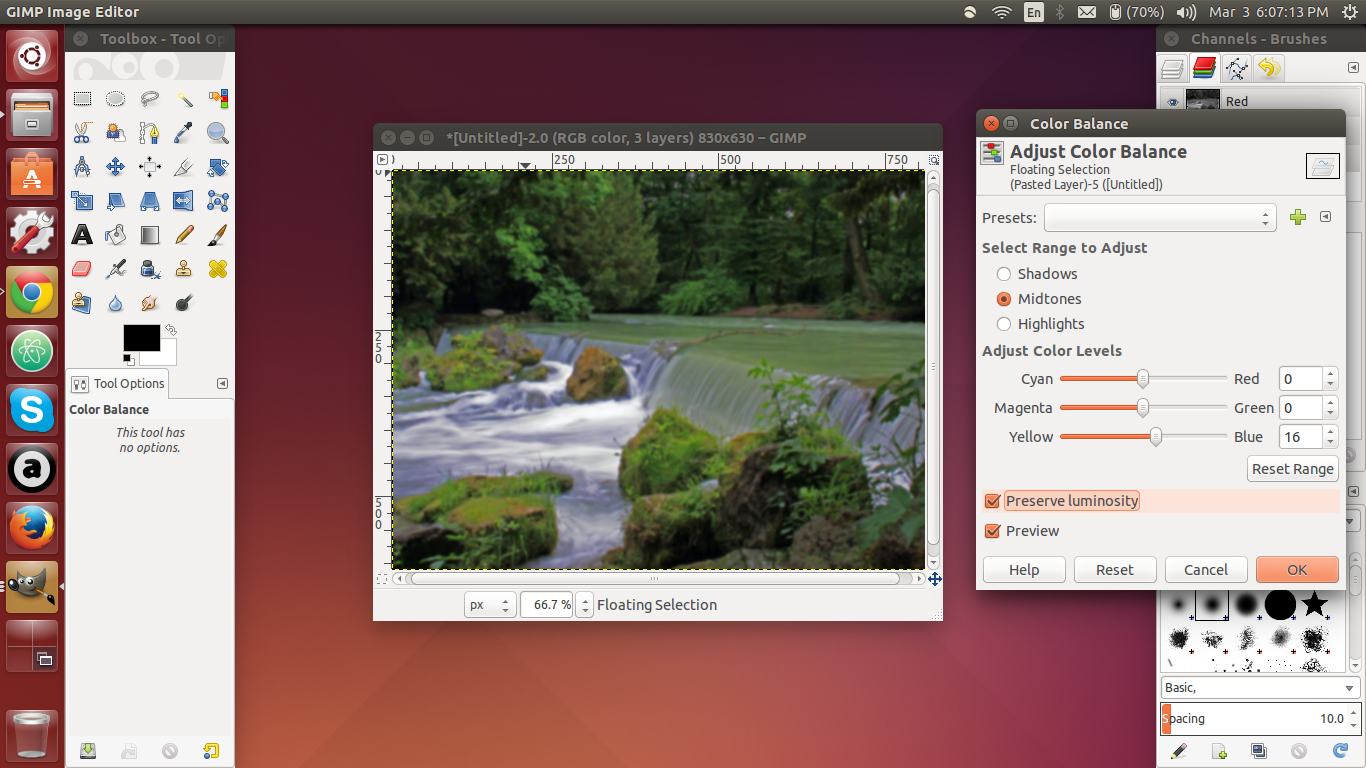 GIMP Image Editor
En
(70%)
Mar 3 6:07:13 PM
Toolbox - Tool Op
Tool Options
Color Balance
This tool has
no options.
*[Untitled]-2.0 (RGB color, 3 layers) 830x630 – GIMP
0
250
500
750
0
250
500
px
66.7 %
Floating Selection
Channels - Brushes
Red
Color Balance
Adjust Color Balance
Floating Selection
(Pasted Layer)-5 ([Untitled])
Presets:
Select Range to Adjust
Shadows
Midtones
Highlights
Adjust Color Levels
Cyan Red 0
Magenta Green 0
Yellow Blue 16
Reset Range
Preserve luminosity
Preview
Help Reset Cancel OK
Basic,
Spacing 10.0